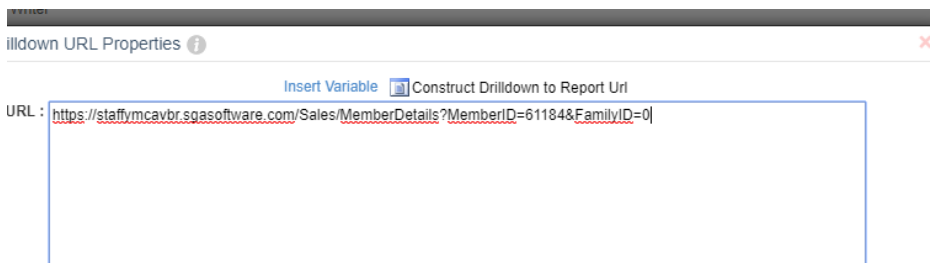 Writer
illdown URL Properties
Insert Variable Construct Drilldown to Report Url
URL : https://staffymcavbr.sgasoftware.com/Sales/MemberDetails?MemberID=61184&FamilyID=0